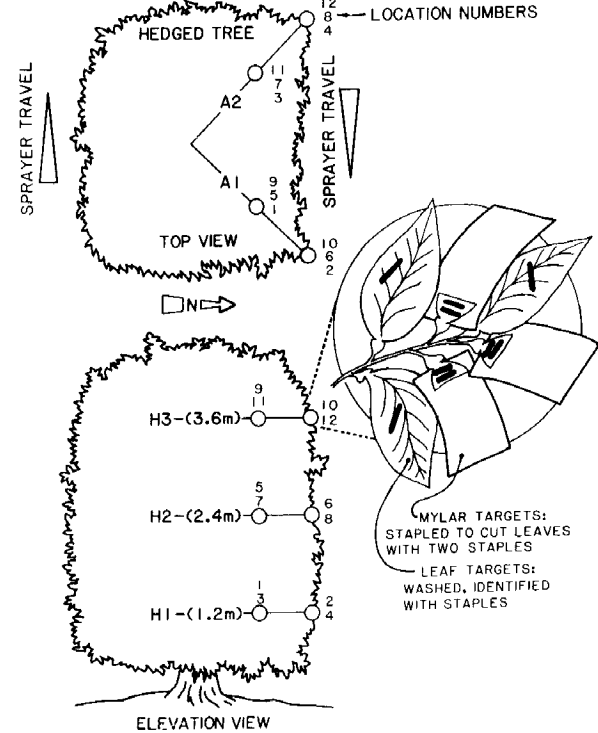 12
8 LOCATION NUMBERS
4
HEDGED TREE
11
7
3
A2
SPRAYER TRAVEL
SPRAYER TRAVEL
A1
9
5
1
TOP VIEW
10
6
2
N
9
11
H3-(3.6m)
10
12
5
7
H2-(2.4m)
6
8
1
3
H1-(1.2m)
2
4
MYLAR TARGETS:
STAPLED TO CUT LEAVES
WITH TWO STAPLES
LEAF TARGETS:
WASHED, IDENTIFIED
WITH STAPLES
ELEVATION VIEW